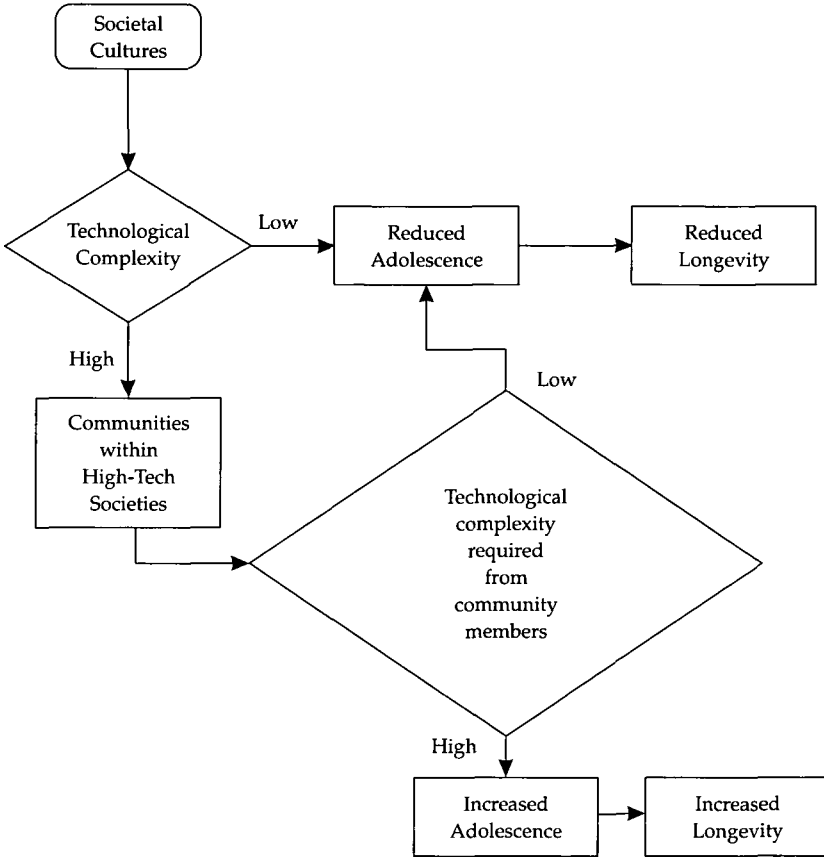 Societal
Cultures
Technological
Complexity
Low
Reduced
Adolescence
Reduced
Longevity
High
Communities
within
High-Tech
Societies
Low
Technological
complexity
required
from
community
members
High
Increased
Adolescence
Increased
Longevity